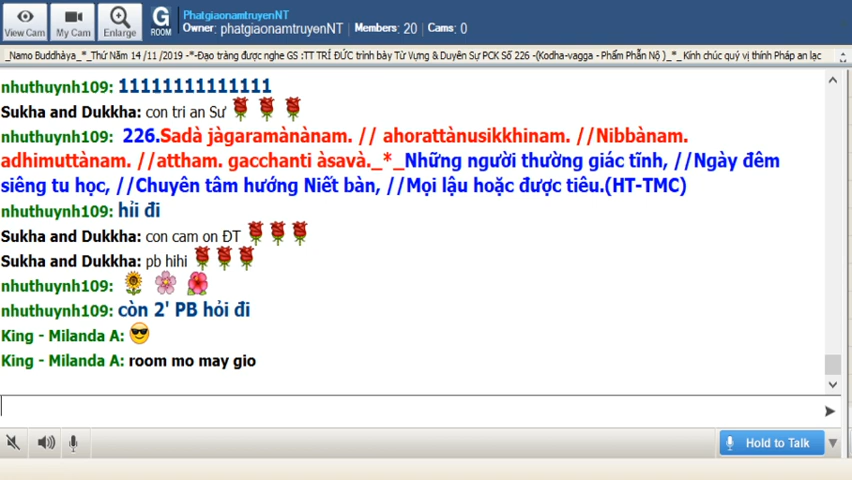 View Cam
My Cam
Enlarge
G
ROOM
PhatgiaonamtruyenNT
Owner: phatgiaonamtruyenNT Members: 20 Cams: 0
_Namo Buddhàya_*_Thứ Năm 14 /11 /2019 -*-Đạo tràng được nghe GS :TT TRÍ ĐỨC trình bày Từ Vựng & Duyên Sự PCK Số 226 -(Kodha-vagga - Phẩm Phẫn Nộ )_*_ Kính chúc quý vị thính Pháp an lạc
nhuthuynh109: 11111111111111
Sukha and Dukkha: con tri an Sư
nhuthuynh109: 226.Sadà jàgaramànànam. // ahorattànusikkhinam. //Nibbànam.
adhimuttànam. //attham. gacchanti àsavà._*_Những người thường giác tĩnh, //Ngày đêm
siêng tu học, //Chuyên tâm hướng Niết bàn, //Mọi lậu hoặc được tiêu.(HT-TMC)
nhuthuynh109: hỉi đi
Sukha and Dukkha: con cam on ĐT
Sukha and Dukkha: pb hihi
nhuthuynh109:
nhuthuynh109: còn 2' PB hỏi đi
King - Milanda A:
King - Milanda A: room mo may gio
Hold to Talk